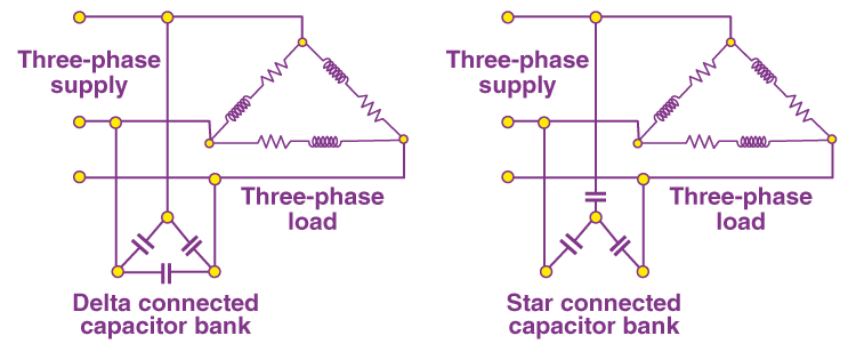 Three-phase
supply
Three-phase
load
Delta connected
capacitor bank
Three-phase
supply
Three-phase
load
Star connected
capacitor bank